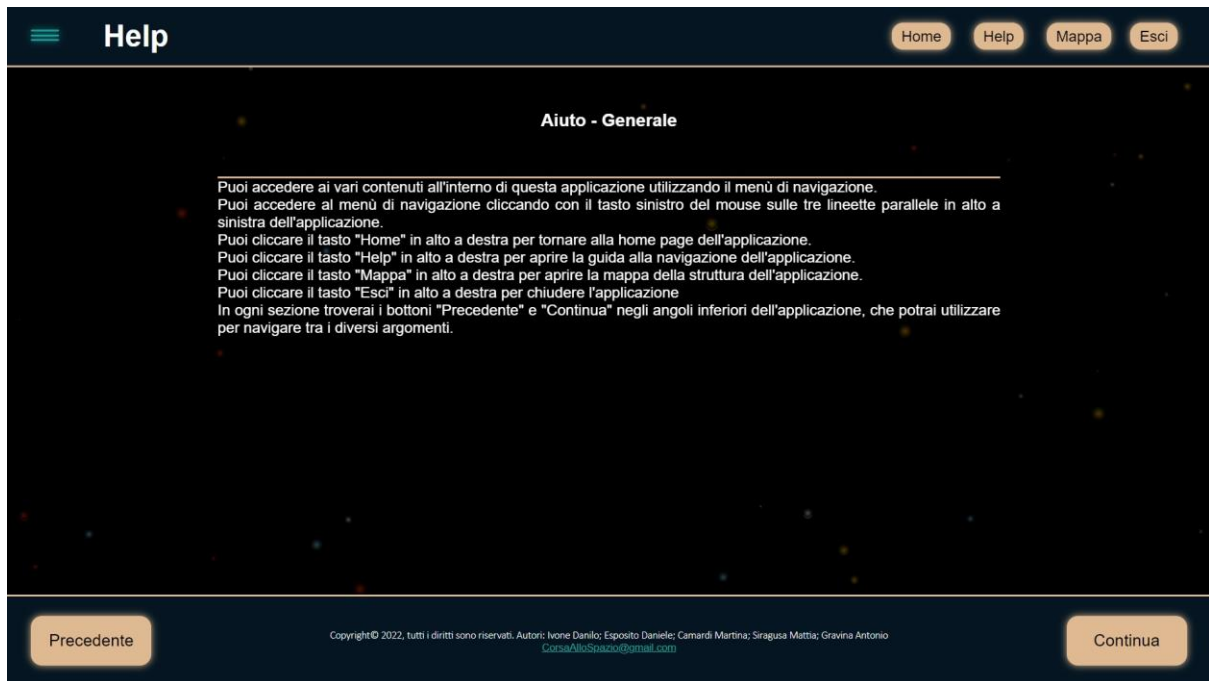 Help
Home
Help
Mappa
Esci
Aiuto - Generale
Puoi accedere ai vari contenuti all'interno di questa applicazione utilizzando il menù di navigazione.
Puoi accedere al menù di navigazione cliccando con il tasto sinistro del mouse sulle tre lineette parallele in alto a
sinistra dell'applicazione.
Puoi cliccare il tasto "Home" in alto a destra per tornare alla home page dell'applicazione.
Puoi cliccare il tasto "Help" in alto a destra per aprire la guida alla navigazione dell'applicazione.
Puoi cliccare il tasto "Mappa" in alto a destra per aprire la mappa della struttura dell'applicazione.
Puoi cliccare il tasto "Esci" in alto a destra per chiudere l'applicazione
In ogni sezione troverai i bottoni "Precedente" e "Continua" negli angoli inferiori dell'applicazione, che potrai utilizzare
per navigare tra i diversi argomenti.
Precedente
Copyright© 2022, tutti i diritti sono riservati. Autori: Ivone Danilo; Esposito Daniele; Camardi Martina; Siragusa Mattia; Gravina Antonio
CorsaAlloSpazio@gmail.com
Continua